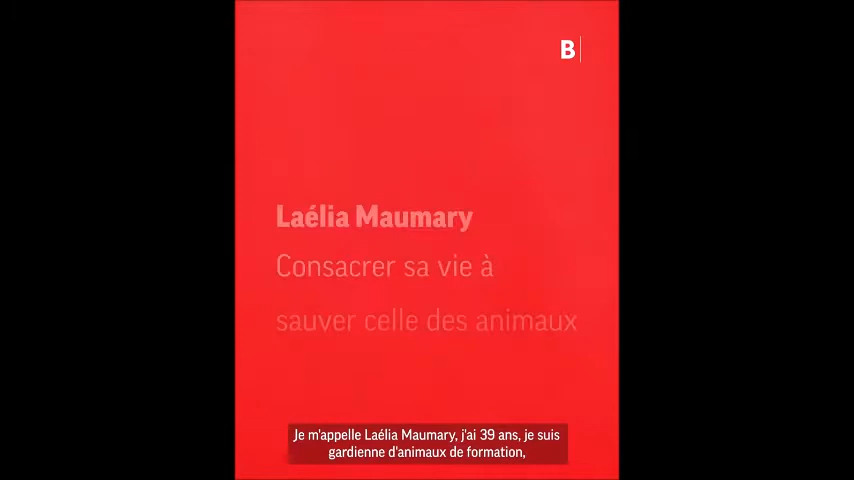 B
Laélia Maumary
Consacrer sa vie à
sauver celle des animaux
Je m'appelle Laélia Maumary, j'ai 39 ans, je suis
gardienne d'animaux de formation,